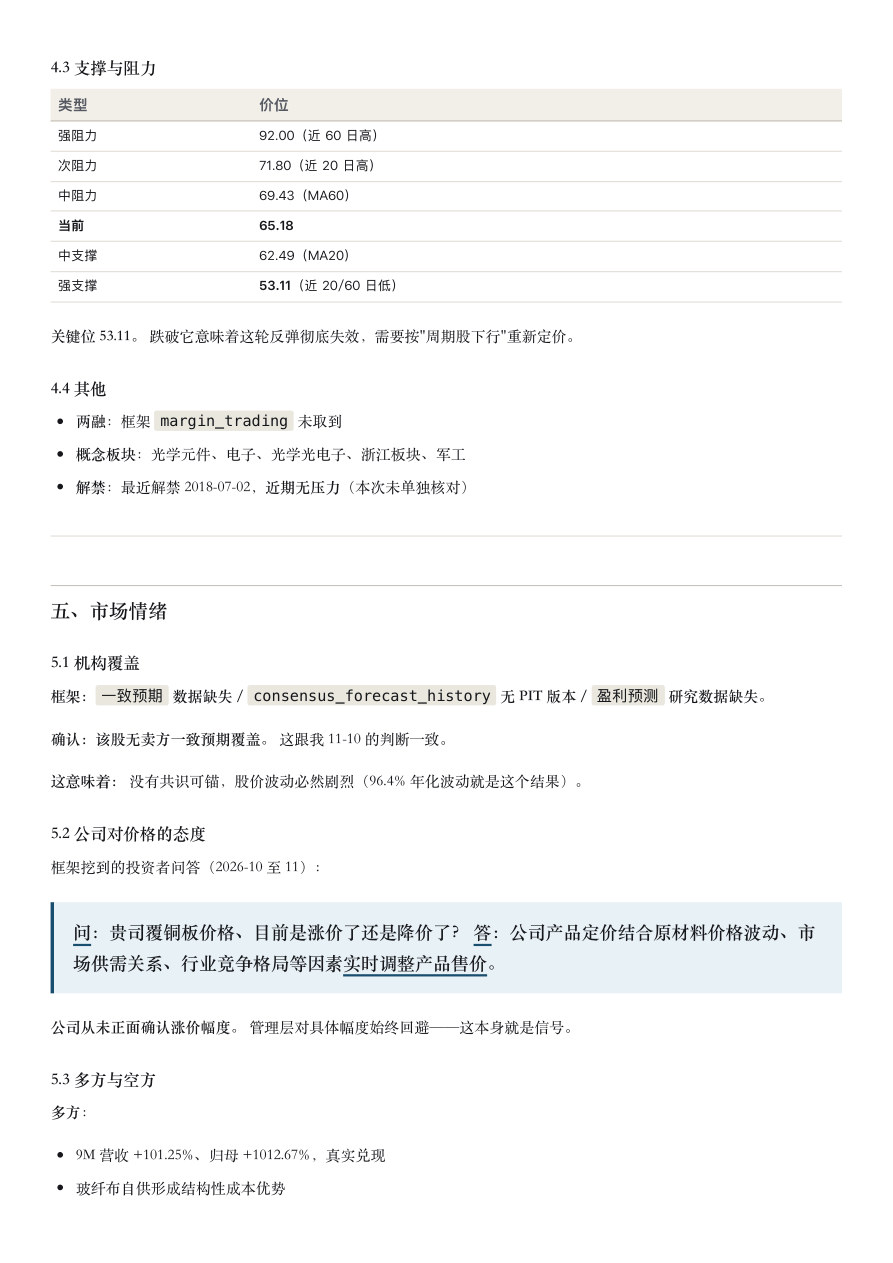 4.3 支撑与阻力
类型 价位
强阻力 92.00（近 60 日高）
次阻力 71.80（近 20 日高）
中阻力 69.43（MA60）
当前 65.18
中支撑 62.49（MA20）
强支撑 53.11（近 20/60 日低）
关键位 53.11。 跌破它意味着这轮反弹彻底失效，需要按"周期股下行"重新定价。
4.4 其他
• 两融：框架 margin_trading 未取到
• 概念板块：光学元件、电子、光学光电子、浙江板块、军工
• 解禁：最近解禁 2018-07-02，近期无压力（本次未单独核对）
五、市场情绪
5.1 机构覆盖
框架： 一致预期 数据缺失 / consensus_forecast_history 无 PIT 版本 / 盈利预测 研究数据缺失。
确认：该股无卖方一致预期覆盖。 这跟我 11-10 的判断一致。
这意味着： 没有共识可锚，股价波动必然剧烈（96.4% 年化波动就是这个结果）。
5.2 公司对价格的态度
框架挖到的投资者问答（2026-10 至 11）：
问：贵司覆铜板价格、目前是涨价了还是降价了？ 答：公司产品定价结合原材料价格波动、市
场供需关系、行业竞争格局等因素实时调整产品售价。
公司从未正面确认涨价幅度。 管理层对具体幅度始终回避——这本身就是信号。
5.3 多方与空方
多方：
• 9M 营收 +101.25%、归母 +1012.67%，真实兑现
• 玻纤布自供形成结构性成本优势